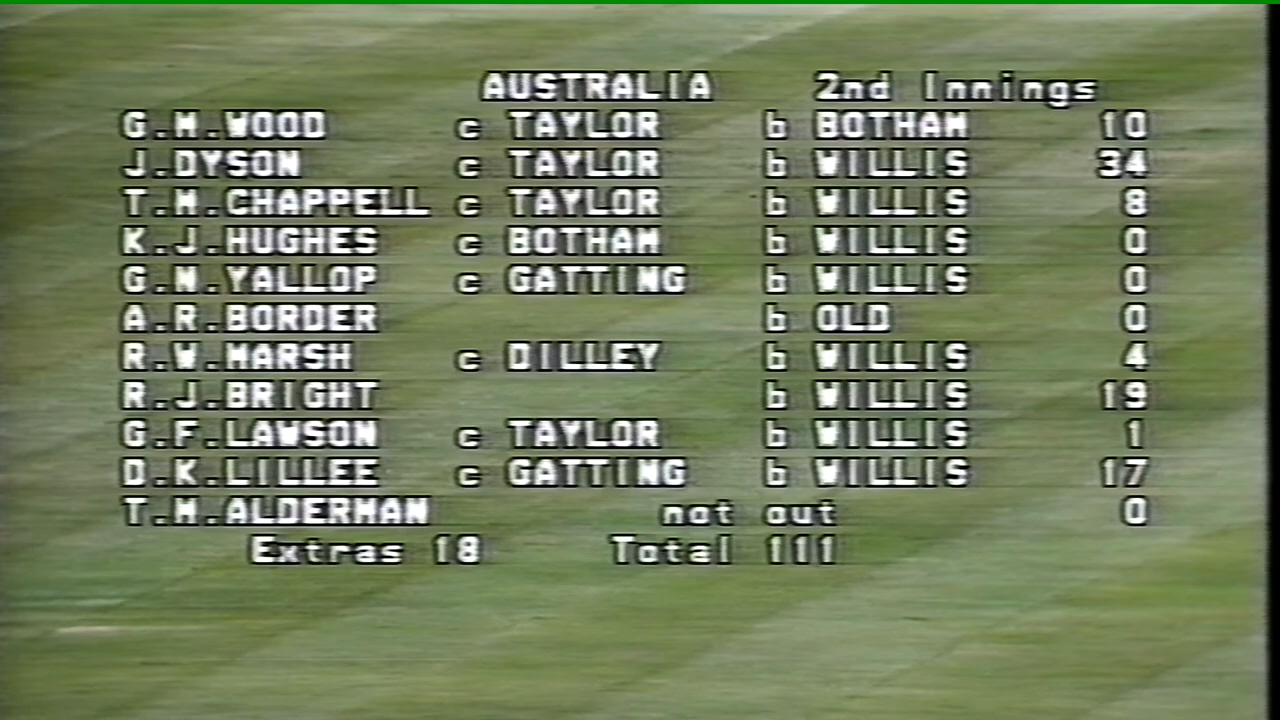 AUSTRALIA 2nd Innings
G.M.WOOD c TAYLOR b BOTHAM 10
J.DYSON c TAYLOR b WILLIS 34
T.M.CHAPPELL c TAYLOR b WILLIS 8
K.J.HUGHES c BOTHAM b WILLIS 0
G.N.YALLOP c GATTING b WILLIS 0
A.R.BORDER b OLD 0
R.W.MARSH c DILLEY b WILLIS 4
R.J.BRIGHT b WILLIS 19
G.F.LAWSON c TAYLOR b WILLIS 1
D.K.LILLEE c GATTING b WILLIS 17
T.M.ALDERMAN not out 0
Extras 18 Total 111